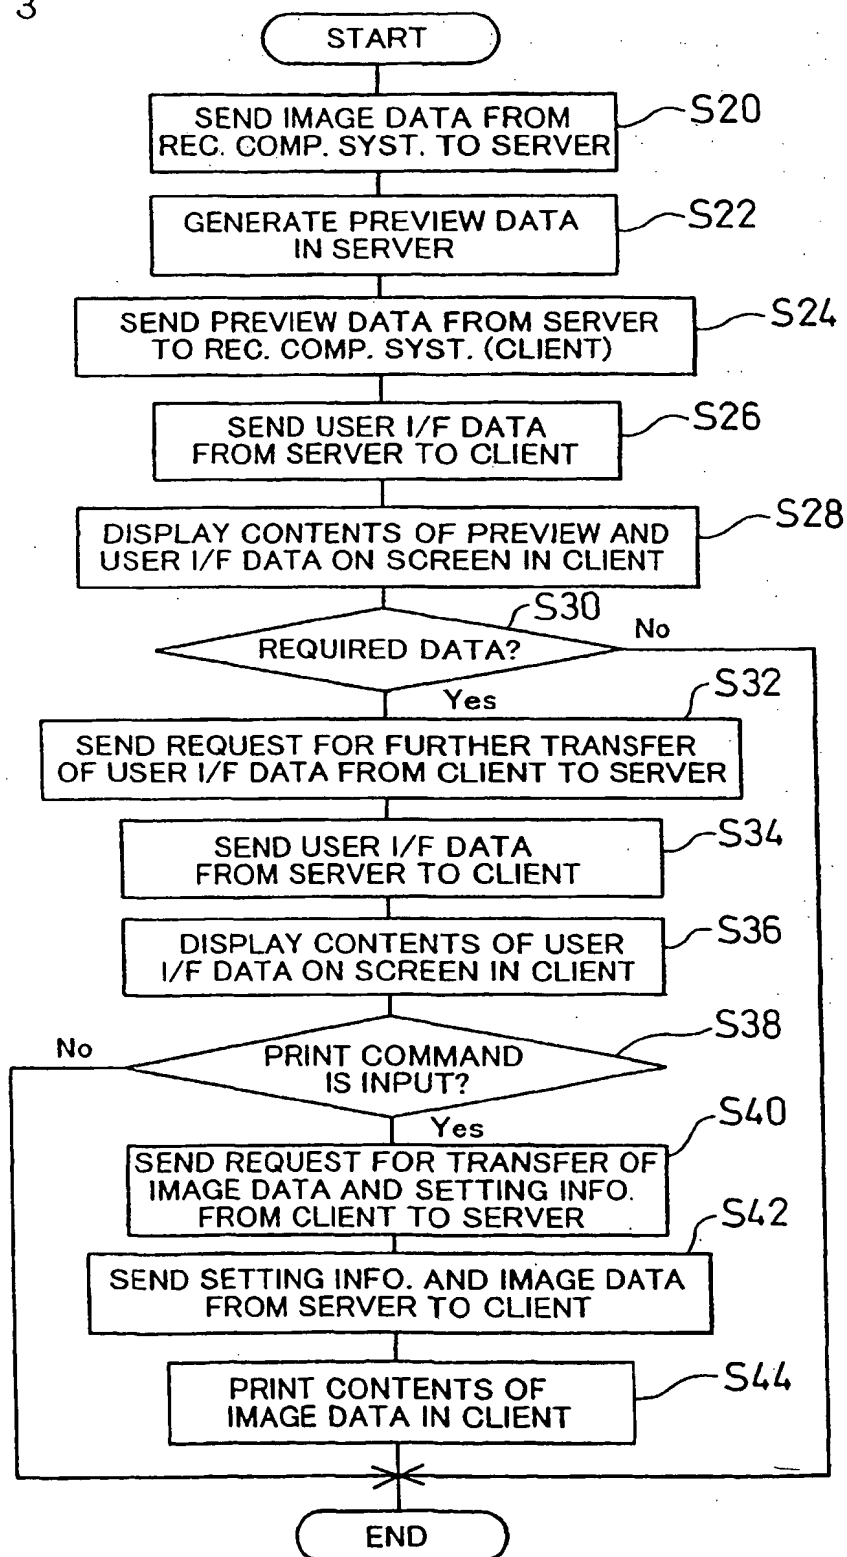 3
START
SEND IMAGE DATA FROM
REC. COMP. SYST. TO SERVER
S20
GENERATE PREVIEW DATA
IN SERVER
S22
SEND PREVIEW DATA FROM SERVER
TO REC. COMP. SYST. (CLIENT)
S24
SEND USER I/F DATA
FROM SERVER TO CLIENT
S26
DISPLAY CONTENTS OF PREVIEW AND
USER I/F DATA ON SCREEN IN CLIENT
S28
REQUIRED DATA?
S30
No
Yes
SEND REQUEST FOR FURTHER TRANSFER
OF USER I/F DATA FROM CLIENT TO SERVER
S32
SEND USER I/F DATA
FROM SERVER TO CLIENT
S34
DISPLAY CONTENTS OF USER
I/F DATA ON SCREEN IN CLIENT
S36
PRINT COMMAND
IS INPUT?
S38
No
Yes
SEND REQUEST FOR TRANSFER OF
IMAGE DATA AND SETTING INFO.
FROM CLIENT TO SERVER
S40
SEND SETTING INFO. AND IMAGE DATA
FROM SERVER TO CLIENT
S42
PRINT CONTENTS OF
IMAGE DATA IN CLIENT
S44
END